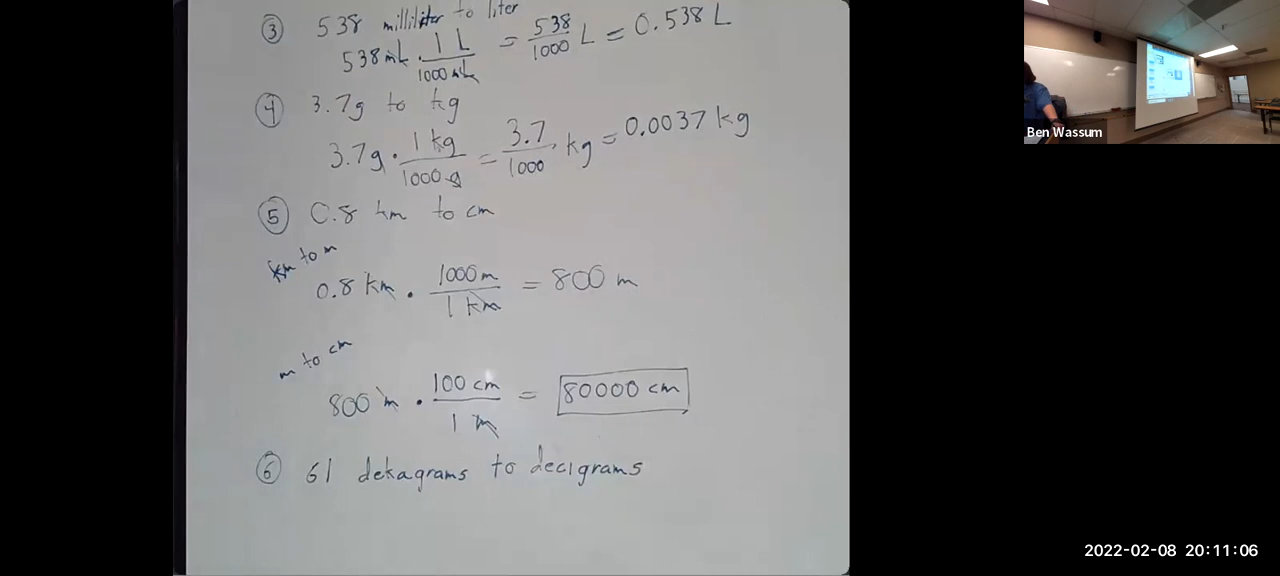 ③ 538 milliliter to liter
538 mL · 1 L / 1000 mL = 538 / 1000 L = 0.538 L
④ 3.7g to kg
3.7g · 1 kg / 1000 g = 3.7 / 1000 · kg = 0.0037 kg
⑤ 0.8 km to cm
km to m
0.8 km · 1000 m / 1 km = 800 m
m to cm
800 m · 100 cm / 1 m = 80000 cm
⑥ 61 dekagrams to decigrams
Ben Wassum
2022-02-08 20:11:06